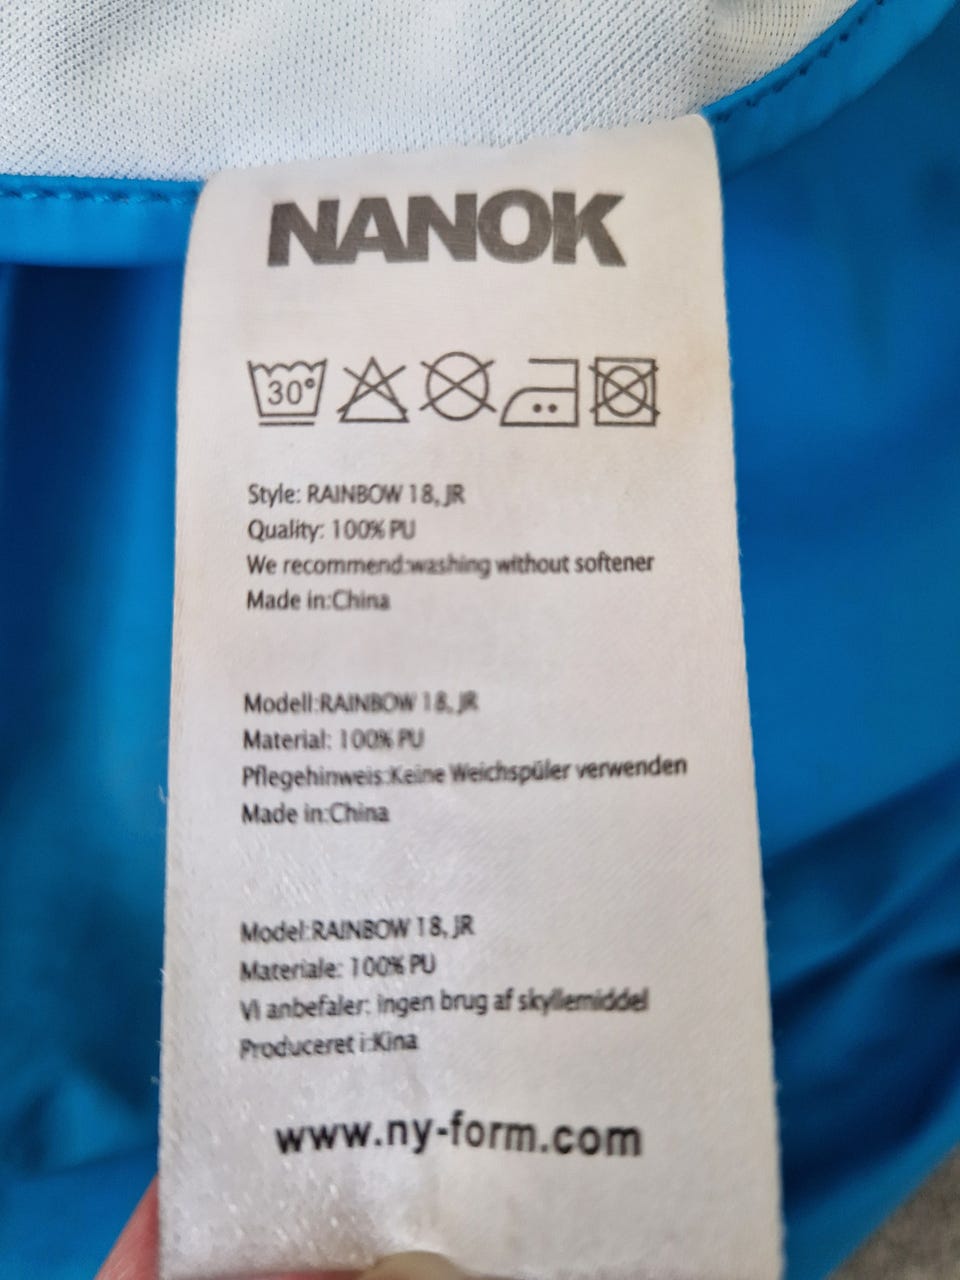 NANOK
30°
Style: RAINBOW 18, JR
Quality: 100% PU
We recommend:washing without softener
Made in:China
Modell:RAINBOW 18, JR
Material: 100% PU
Pflegehinweis:Keine Weichspüler verwenden
Made in:China
Model:RAINBOW 18, JR
Materiale: 100% PU
Vi anbefaler: ingen brug af skyllemiddel
Produceret i:Kina
www.ny-form.com